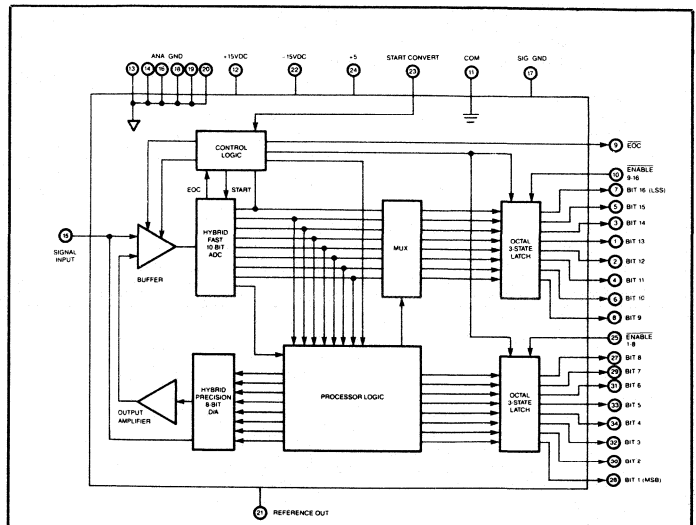 ANA GND +15VDC -15VDC +5 START CONVERT COM SIG GND
13 14 16 18 19 20 12 22 24 23 11 17
CONTROL LOGIC
9 EOC
10 ENABLE 9-16
EOC START
7 BIT 16 (LSS)
5 BIT 15
3 BIT 14
1 BIT 13
2 BIT 12
4 BIT 11
6 BIT 10
8 BIT 9
15
SIGNAL INPUT
BUFFER
HYBRID FAST 10 BIT ADC
MUX
OCTAL 3-STATE LATCH
25 ENABLE 1-8
27 BIT 8
29 BIT 7
31 BIT 6
33 BIT 5
34 BIT 4
32 BIT 3
30 BIT 2
28 BIT 1 (MSB)
OUTPUT AMPLIFIER
HYBRID PRECISION 8-BIT D/A
PROCESSOR LOGIC
OCTAL 3-STATE LATCH
21 REFERENCE OUT